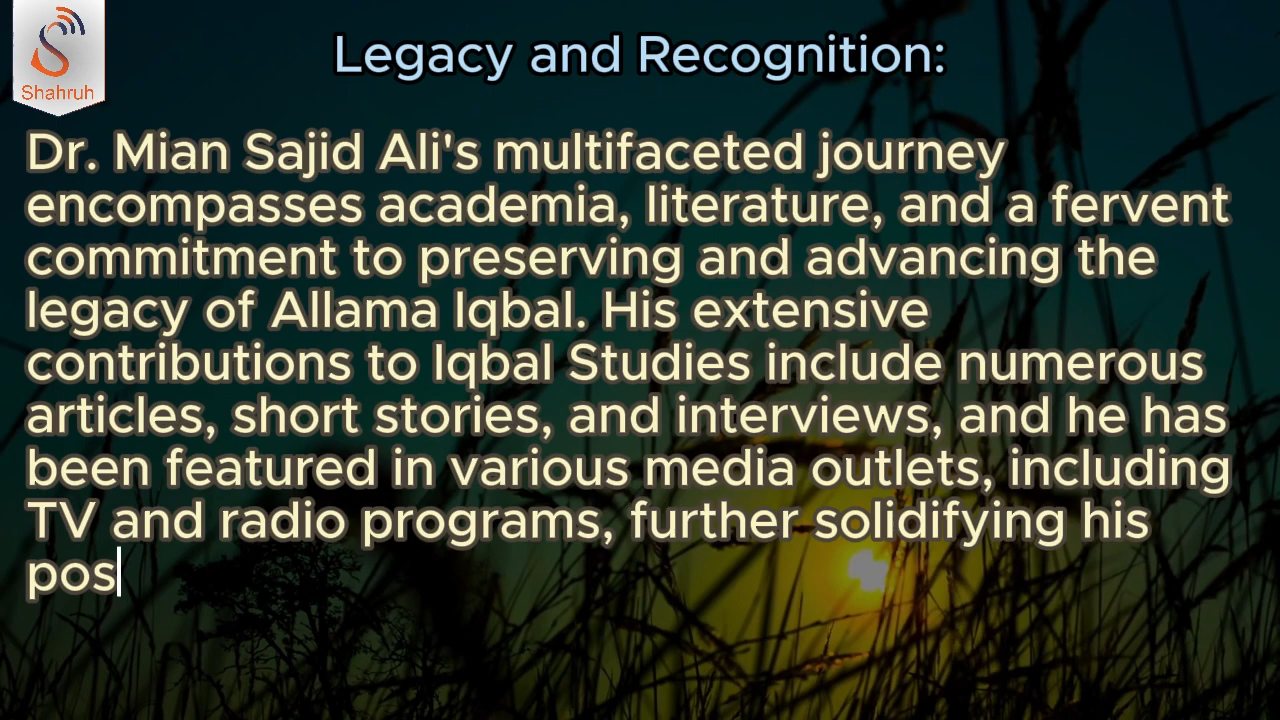 Shahruh
Legacy and Recognition:
Dr. Mian Sajid Ali's multifaceted journey
encompasses academia, literature, and a fervent
commitment to preserving and advancing the
legacy of Allama Iqbal. His extensive
contributions to Iqbal Studies include numerous
articles, short stories, and interviews, and he has
been featured in various media outlets, including
TV and radio programs, further solidifying his
pos